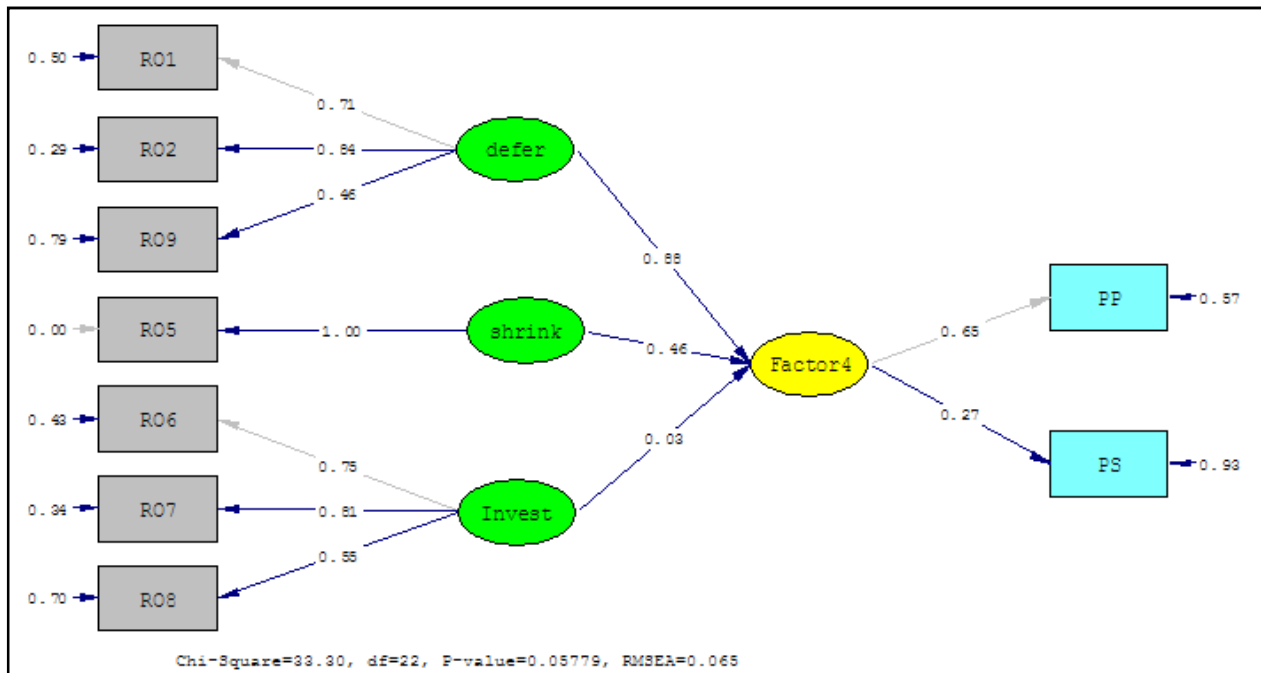 0.50 RO1
0.71
0.29 RO2 0.84 defer
0.46
0.79 RO9
0.88
PP 0.57
0.00 RO5 1.00 shrink
0.65
0.46
Factor4
0.43 RO6
0.27
0.03
0.75
PS 0.93
0.34 RO7 0.81 Invest
0.55
0.70 RO8
Chi-Square=33.30, df=22, P-value=0.05779, RMSEA=0.065